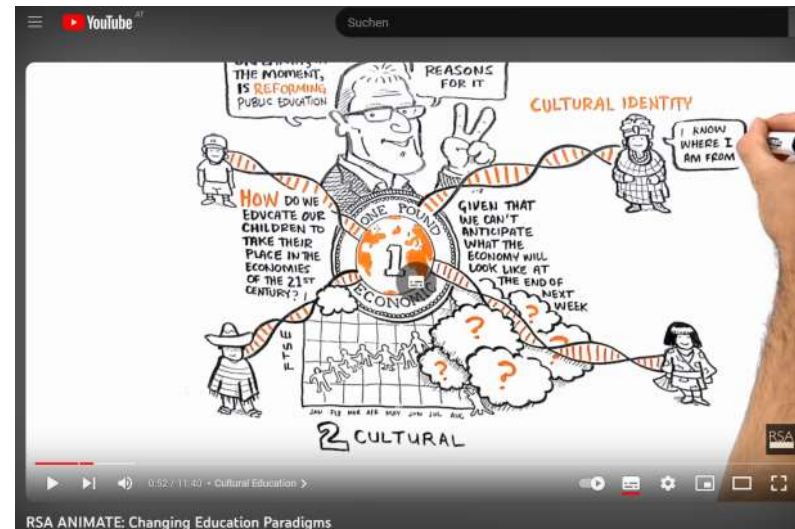 YouTube AT
Suchen
THE MOMENT,
IS REFORMING
PUBLIC EDUCATION
REASONS
FOR IT
CULTURAL IDENTITY
I KNOW
WHERE I
AM FROM
HOW DO WE
EDUCATE OUR
CHILDREN TO
TAKE THEIR
PLACE IN THE
ECONOMIES
OF THE 21ST
CENTURY?
ONE POUND
1
ECONOMIC
GIVEN THAT
WE CAN'T
ANTICIPATE
WHAT THE
ECONOMY WILL
LOOK LIKE AT
THE END OF
NEXT
WEEK
?
?
?
?
JAN FEB MAR APR MAY JUN JUL AUG
2 CULTURAL
RSA
0:52 / 11:40 • Cultural Education >
RSA ANIMATE: Changing Education Paradigms